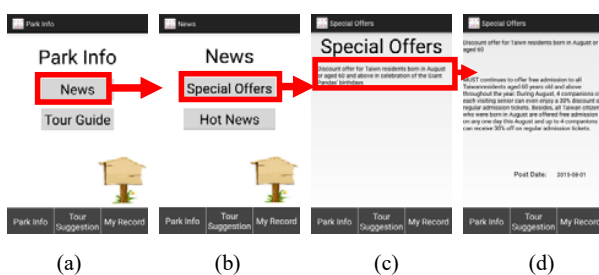 Park Info
Park Info
News
Tour Guide
Park Info
Tour Suggestion
My Record
(a)
News
News
Special Offers
Hot News
Park Info
Tour Suggestion
My Record
(b)
Special Offers
Special Offers
Discount offer for Taiwn residents born in August
or aged 60 and above in celebration of the Giant
Pandas' birthdays
Park Info
Tour Suggestion
My Record
(c)
Special Offers
Discount offer for Taiwn residents born in August or
aged 60
MUST continues to offer free admission to all
Taiwanresidents aged 60 years old and above
throughout the year. During August, 4 companions of
each visiting senior can even enjoy a 30% discount o
regular admission tickets. Besides, all Taiwan citizen
who were born in August are offered free admission
on any one day this August and up to 4 companions
can receive 30% off on regular admission tickets.
Post Date: 2015-08-01
Park Info
Tour Suggestion
My Record
(d)